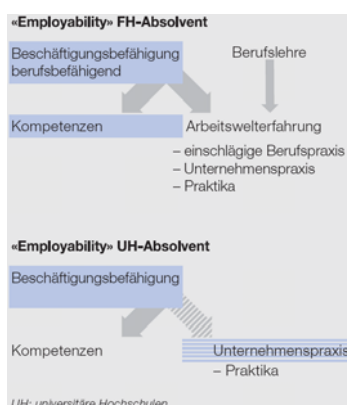 «Employability» FH-Absolvent
Beschäftigungsbefähigung
berufsbefähigend
Berufslehre
Kompetenzen
Arbeitswelterfahrung
– einschlägige Berufspraxis
– Unternehmenspraxis
– Praktika
«Employability» UH-Absolvent
Beschäftigungsbefähigung
Kompetenzen
Unternehmenspraxis
– Praktika
UH: universitäre Hochschulen